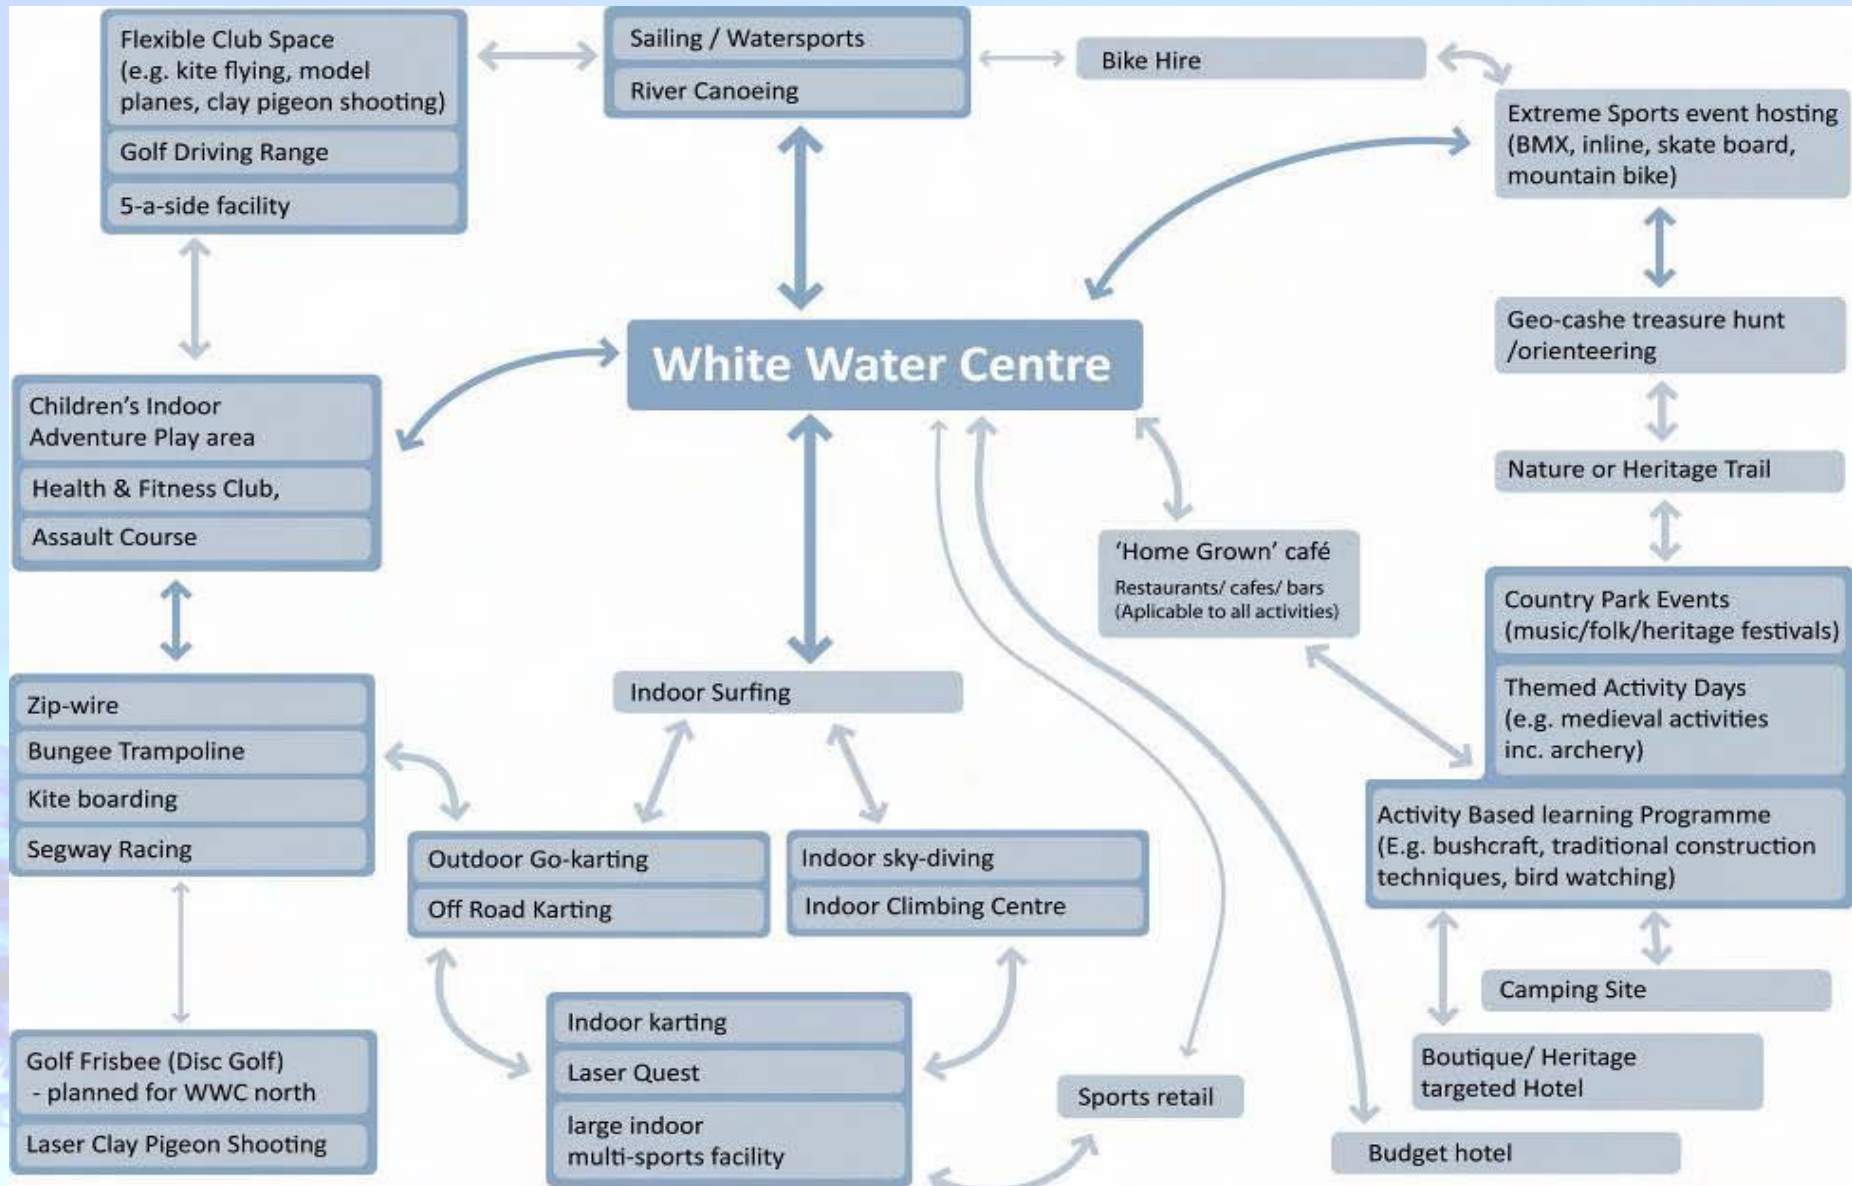 Flexible Club Space
(e.g. kite flying, model
planes, clay pigeon shooting)
Golf Driving Range
5-a-side facility
Sailing / Watersports
River Canoeing
Bike Hire
Extreme Sports event hosting
(BMX, inline, skate board,
mountain bike)
White Water Centre
Geo-cashe treasure hunt
/orienteering
Children's Indoor
Adventure Play area
Health & Fitness Club,
Assault Course
Nature or Heritage Trail
'Home Grown' café
Restaurants/ cafes/ bars
(Aplicable to all activities)
Country Park Events
(music/folk/heritage festivals)
Themed Activity Days
(e.g. medieval activities
inc. archery)
Activity Based learning Programme
(E.g. bushcraft, traditional construction
techniques, bird watching)
Zip-wire
Bungee Trampoline
Kite boarding
Segway Racing
Indoor Surfing
Outdoor Go-karting
Off Road Karting
Indoor sky-diving
Indoor Climbing Centre
Camping Site
Boutique/ Heritage
targeted Hotel
Golf Frisbee (Disc Golf)
- planned for WWC north
Laser Clay Pigeon Shooting
Indoor karting
Laser Quest
large indoor
multi-sports facility
Sports retail
Budget hotel